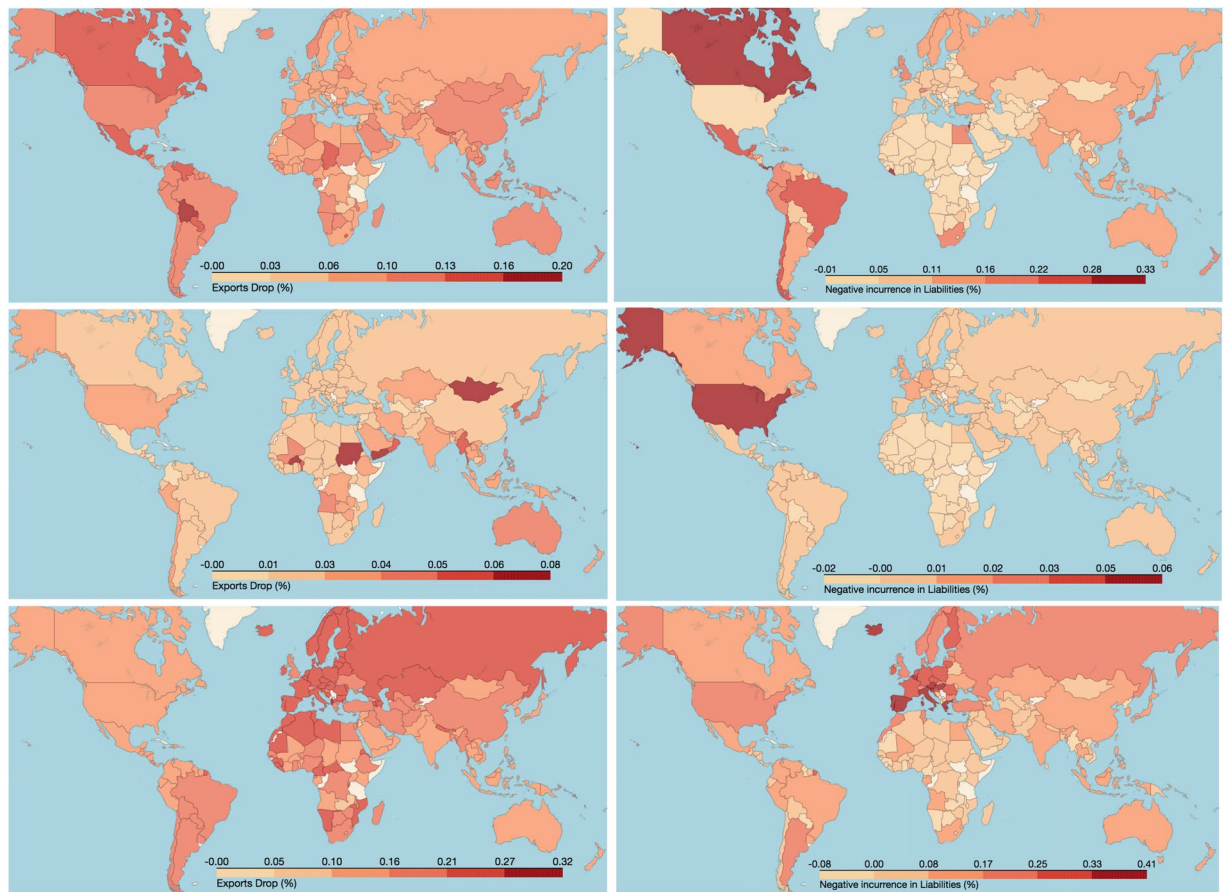 -0.00 0.03 0.06 0.10 0.13 0.16 0.20
Exports Drop (%)
-0.01 0.05 0.11 0.16 0.22 0.28 0.33
Negative incurrence in Liabilities (%)
-0.00 0.01 0.03 0.04 0.05 0.06 0.08
Exports Drop (%)
-0.02 -0.00 0.01 0.02 0.03 0.05 0.06
Negative incurrence in Liabilities (%)
-0.00 0.05 0.10 0.16 0.21 0.27 0.32
Exports Drop (%)
-0.08 0.00 0.08 0.17 0.25 0.33 0.41
Negative incurrence in Liabilities (%)